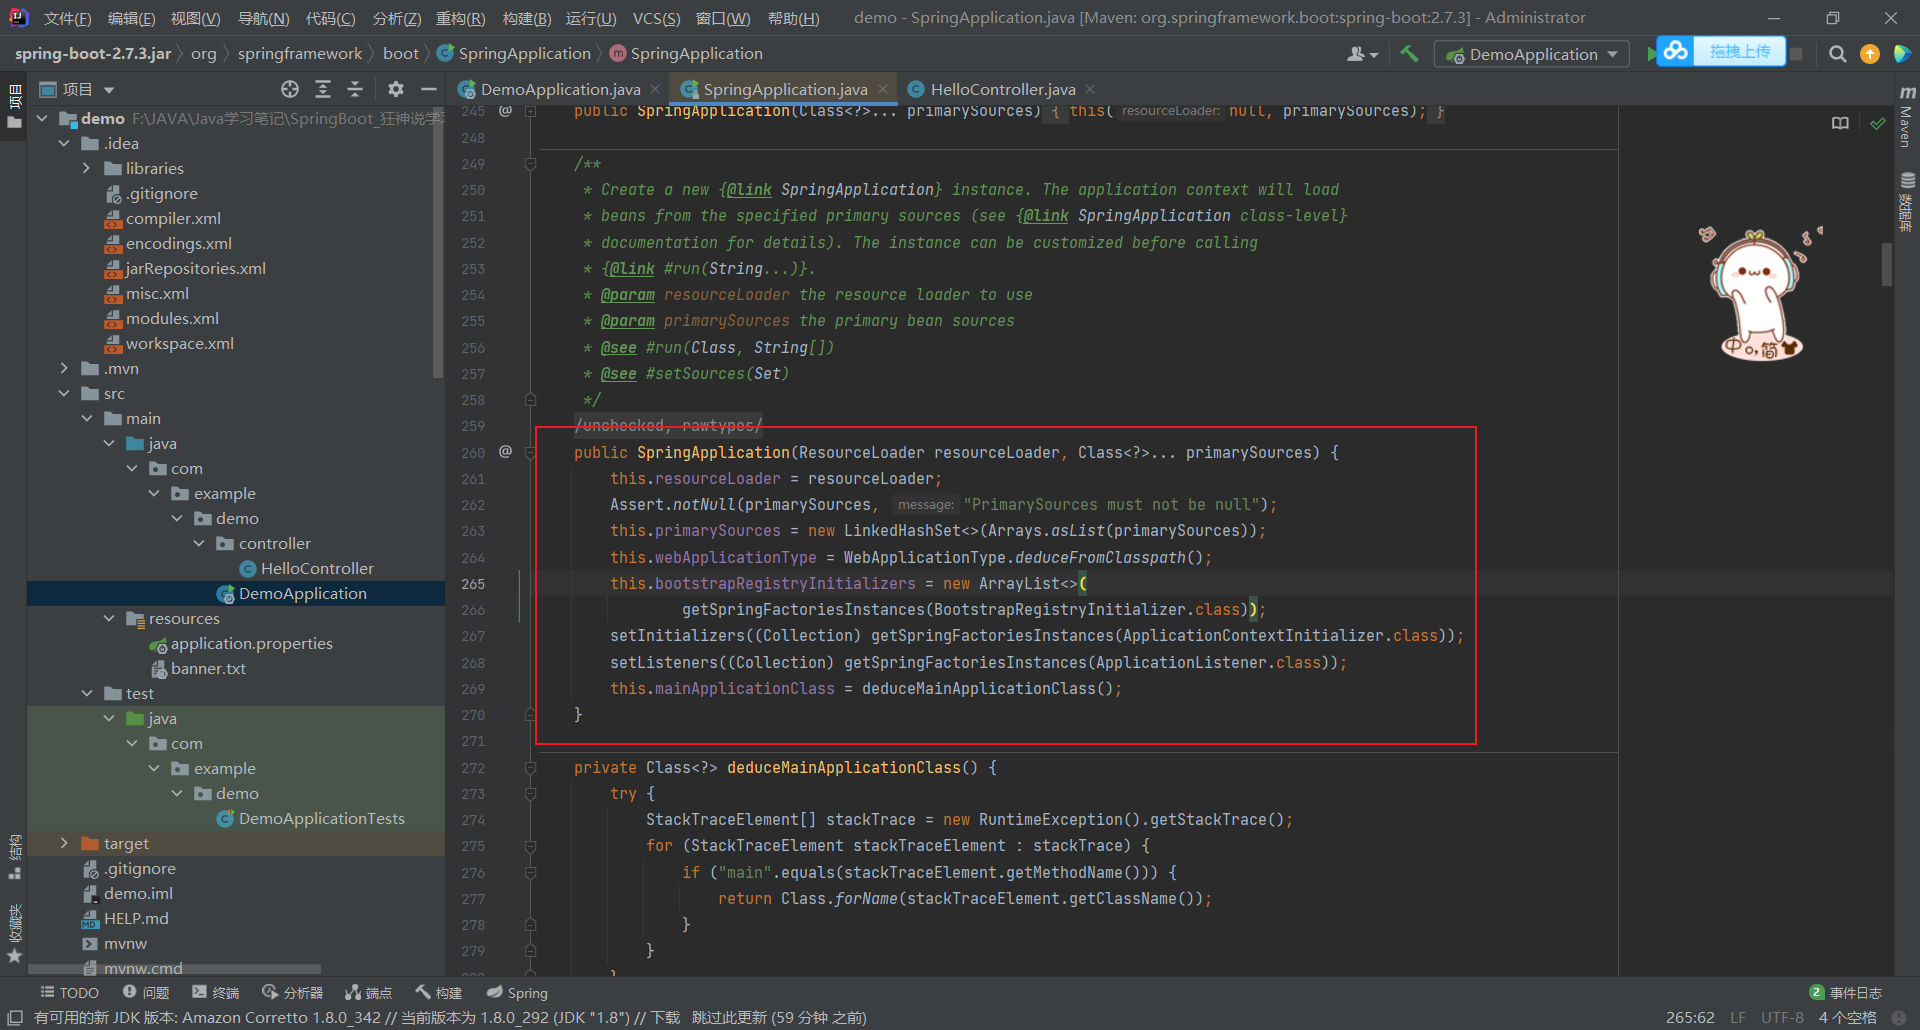 文件(F) 编辑(E) 视图(V) 导航(N) 代码(C) 分析(Z) 重构(R) 构建(B) 运行(U) VCS(S) 窗口(W) 帮助(H) demo - SpringApplication.java [Maven: org.springframework.boot:spring-boot:2.7.3] - Administrator
spring-boot-2.7.3.jar org springframework boot SpringApplication SpringApplication DemoApplication 拖拽上传
项目
DemoApplication.java SpringApplication.java HelloController.java
项目
demo F:\JAVA\Java学习笔记\SpringBoot_狂神说学
.idea
libraries
.gitignore
compiler.xml
encodings.xml
jarRepositories.xml
misc.xml
modules.xml
workspace.xml
.mvn
src
main
java
com
example
demo
controller
HelloController
DemoApplication
resources
application.properties
banner.txt
test
java
com
example
demo
DemoApplicationTests
target
.gitignore
demo.iml
HELP.md
mvnw
mvnw.cmd
结构
收藏夹
245 @ public SpringApplication(Class<?>... primarySources) { this( resourceLoader: null, primarySources); }
248
249 /**
250 * Create a new {@link SpringApplication} instance. The application context will load
251 * beans from the specified primary sources (see {@link SpringApplication class-level}
252 * documentation for details). The instance can be customized before calling
253 * {@link #run(String...)}.
254 * @param resourceLoader the resource loader to use
255 * @param primarySources the primary bean sources
256 * @see #run(Class, String[])
257 * @see #setSources(Set)
258 */
259 /unchecked, rawtypes/
260 @ public SpringApplication(ResourceLoader resourceLoader, Class<?>... primarySources) {
261 this.resourceLoader = resourceLoader;
262 Assert.notNull(primarySources, message: "PrimarySources must not be null");
263 this.primarySources = new LinkedHashSet<>(Arrays.asList(primarySources));
264 this.webApplicationType = WebApplicationType.deduceFromClasspath();
265 this.bootstrapRegistryInitializers = new ArrayList<>(
266 getSpringFactoriesInstances(BootstrapRegistryInitializer.class));
267 setInitializers((Collection) getSpringFactoriesInstances(ApplicationContextInitializer.class));
268 setListeners((Collection) getSpringFactoriesInstances(ApplicationListener.class));
269 this.mainApplicationClass = deduceMainApplicationClass();
270 }
271
272 private Class<?> deduceMainApplicationClass() {
273 try {
274 StackTraceElement[] stackTrace = new RuntimeException().getStackTrace();
275 for (StackTraceElement stackTraceElement : stackTrace) {
276 if ("main".equals(stackTraceElement.getMethodName())) {
277 return Class.forName(stackTraceElement.getClassName());
278 }
279 }
}
Maven
数据库
中 简
TODO 问题 终端 分析器 端点 构建 Spring 2 事件日志
有可用的新 JDK 版本: Amazon Corretto 1.8.0_342 // 当前版本为 1.8.0_292 (JDK "1.8") // 下载 跳过此更新 (59 分钟 之前) 265:62 LF UTF-8 4 个空格